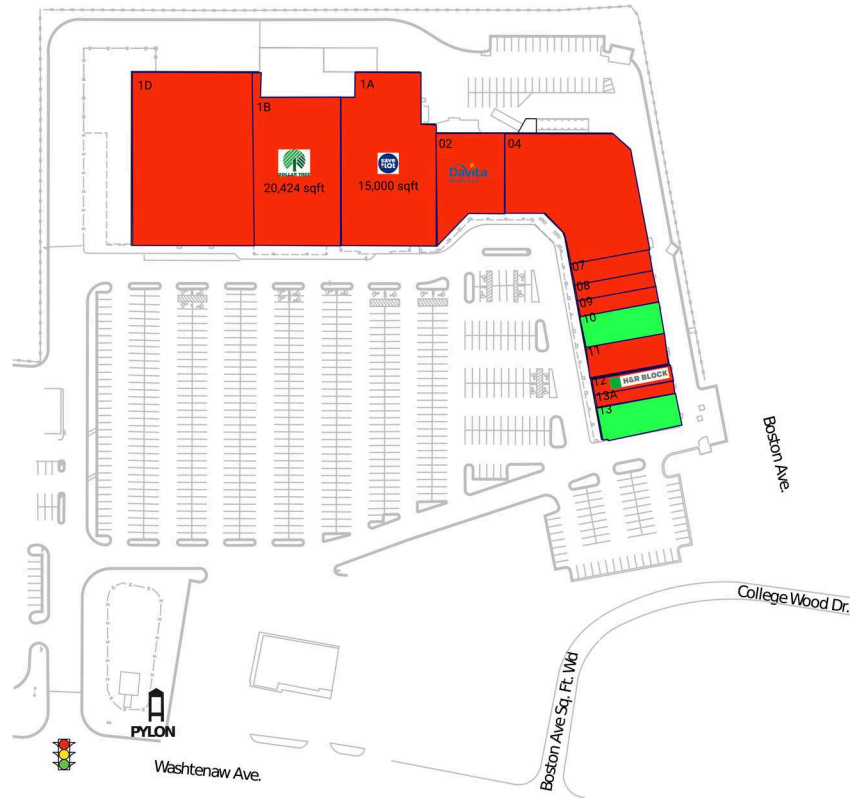 1D
1B
1A
DOLLAR TREE
20,424 sqft
save a lot
15,000 sqft
02
DaVita
04
07
08
09
10
11
12
H&R BLOCK
13A
13
Boston Ave.
College Wood Dr.
Boston Ave Sq. Ft. Wd
PYLON
Washtenaw Ave.